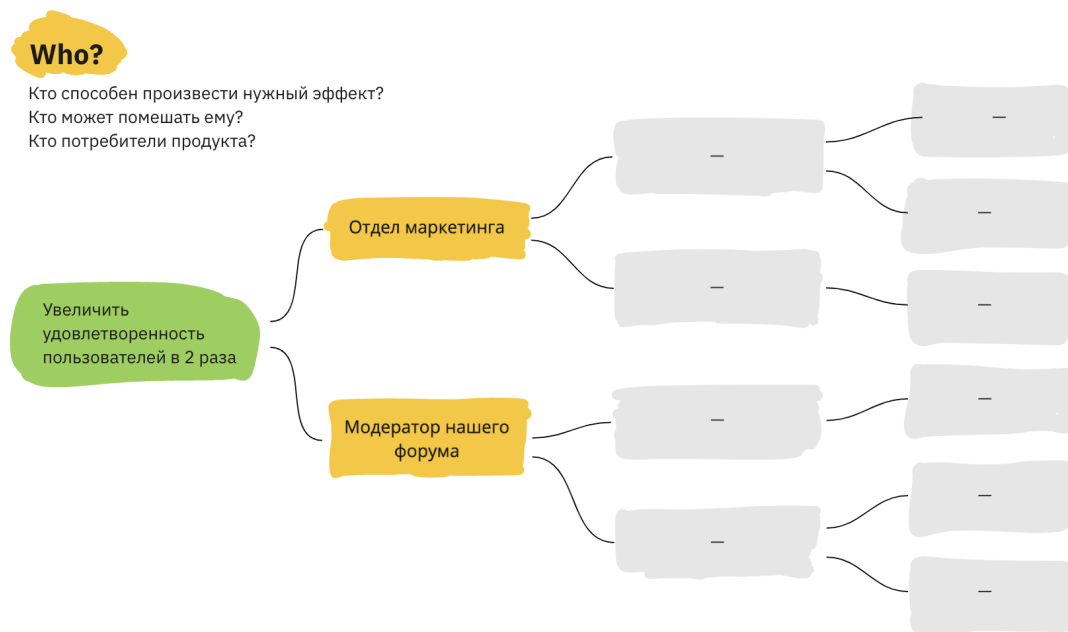 Who?
Кто способен произвести нужный эффект?
Кто может помешать ему?
Кто потребители продукта?
Отдел маркетинга
Увеличить
удовлетворенность
пользователей в 2 раза
Модератор нашего
форума
—
—
—
—
—
—
—
—
—
—